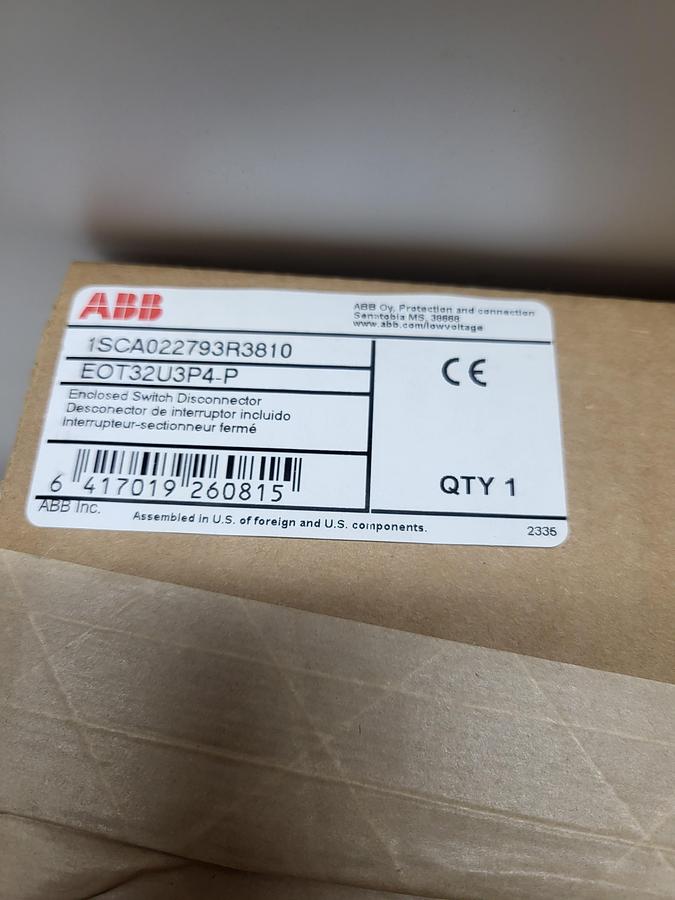 ABB
ABB Oy, Protection and connection
Senatobia MS, 38668
www.abb.com/lowvoltage
1SCA022793R3810
EOT32U3P4-P
Enclosed Switch Disconnector
Desconector de interruptor incluido
Interrupteur-sectionneur fermé
CE
6 417019 260815
QTY 1
ABB Inc.
Assembled in U.S. of foreign and U.S. components.
2335